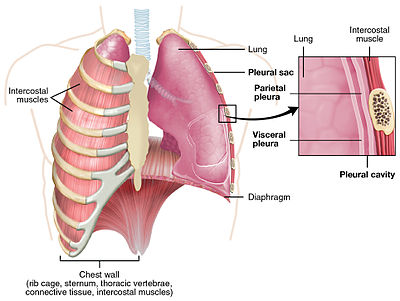 Lung
Pleural sac
Intercostal
muscles
Diaphragm
Chest wall
(rib cage, sternum, thoracic vertebrae,
connective tissue, intercostal muscles)
Lung
Intercostal
muscle
Parietal
pleura
Visceral
pleura
Pleural cavity